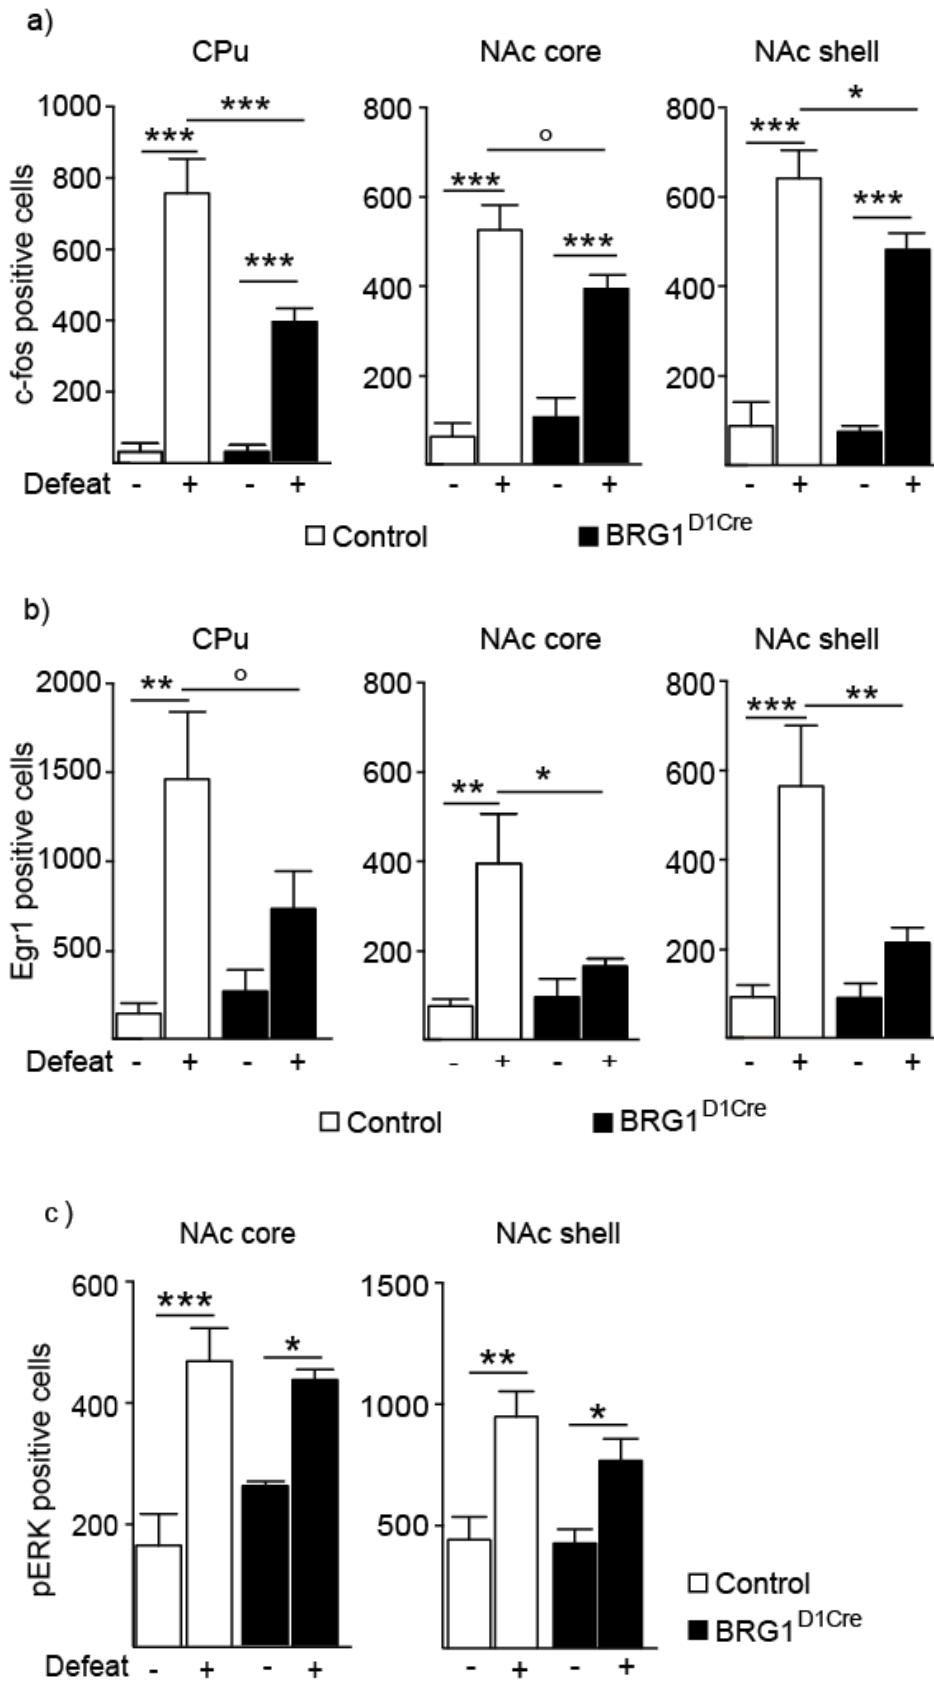 a)
CPu NAc core NAc shell
c-fos positive cells
1000 800 600 400 200
*** *** ***
800 600 400 200
*** ° ***
800 600 400 200
*** * ***
Defeat - + - + - + - + - + - +
Control BRG1D1Cre
b)
CPu NAc core NAc shell
Egr1 positive cells
2000 1500 1000 500
** °
800 600 400 200
** *
800 600 400 200
*** **
Defeat - + - + - + - + - + - +
Control BRG1D1Cre
c)
NAc core NAc shell
pERK positive cells
600 400 200
*** *
1500 1000 500
** *
Control
BRG1D1Cre
Defeat - + - + - + - +